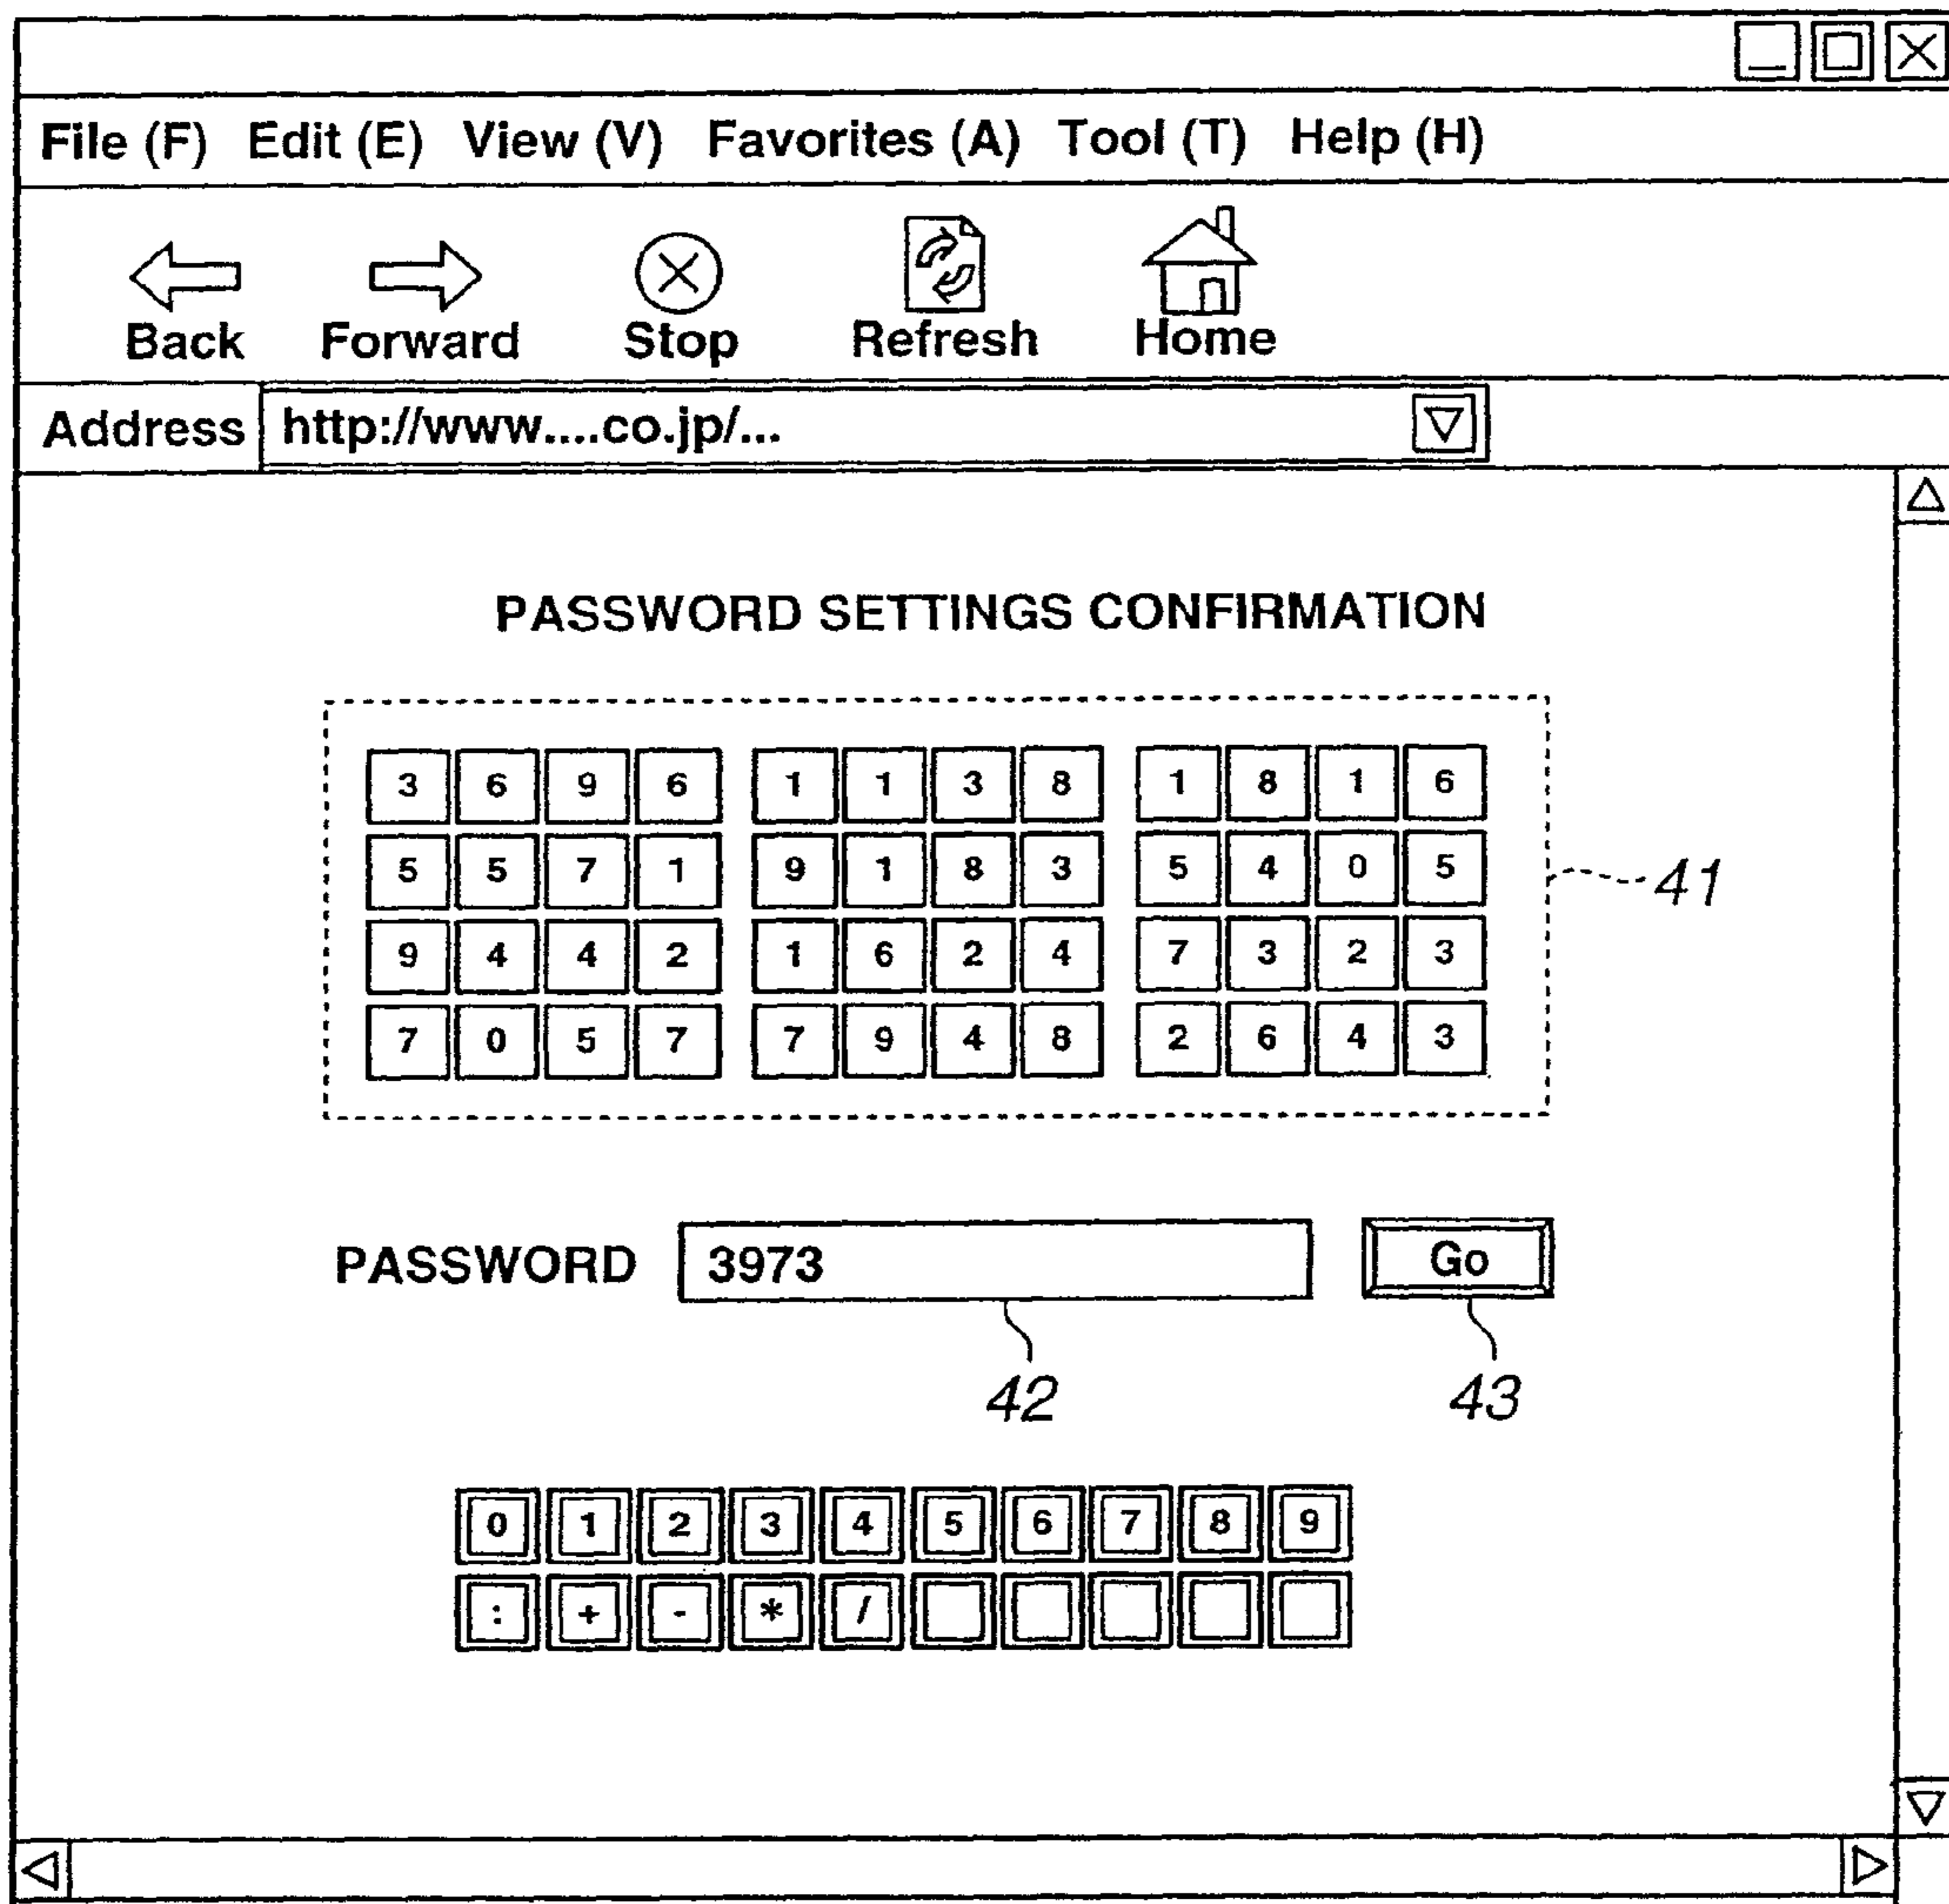 File (F) Edit (E) View (V) Favorites (A) Tool (T) Help (H)
Back Forward Stop Refresh Home
Address http://www....co.jp/...
PASSWORD SETTINGS CONFIRMATION
3 6 9 6 1 1 3 8 1 8 1 6
5 5 7 1 9 1 8 3 5 4 0 5
41
9 4 4 2 1 6 2 4 7 3 2 3
7 0 5 7 7 9 4 8 2 6 4 3
PASSWORD 3973 Go
42 43
0 1 2 3 4 5 6 7 8 9
: + - * /